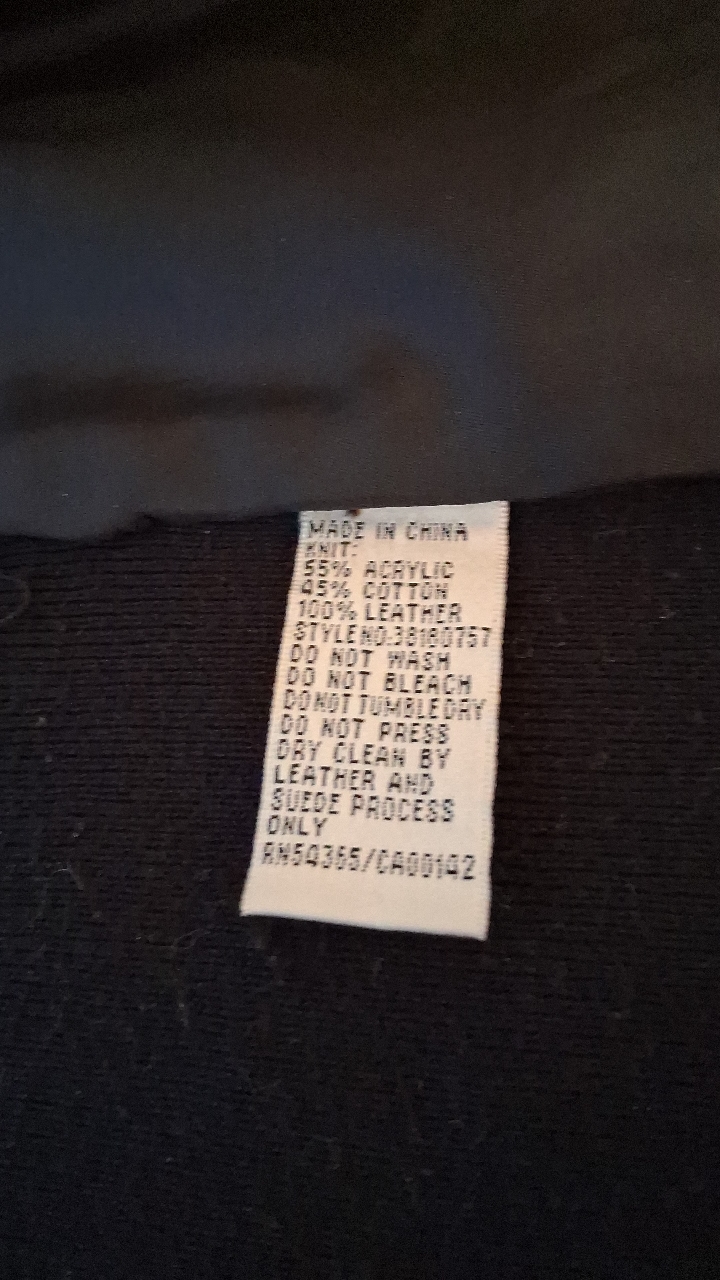 MADE IN CHINA
KNIT:
55% ACRYLIC
45% COTTON
100% LEATHER
STYLE NO.:38180757
DO NOT WASH
DO NOT BLEACH
DO NOT TUMBLE DRY
DO NOT PRESS
DRY CLEAN BY
LEATHER AND
SUEDE PROCESS
ONLY
RN54365/CA00142